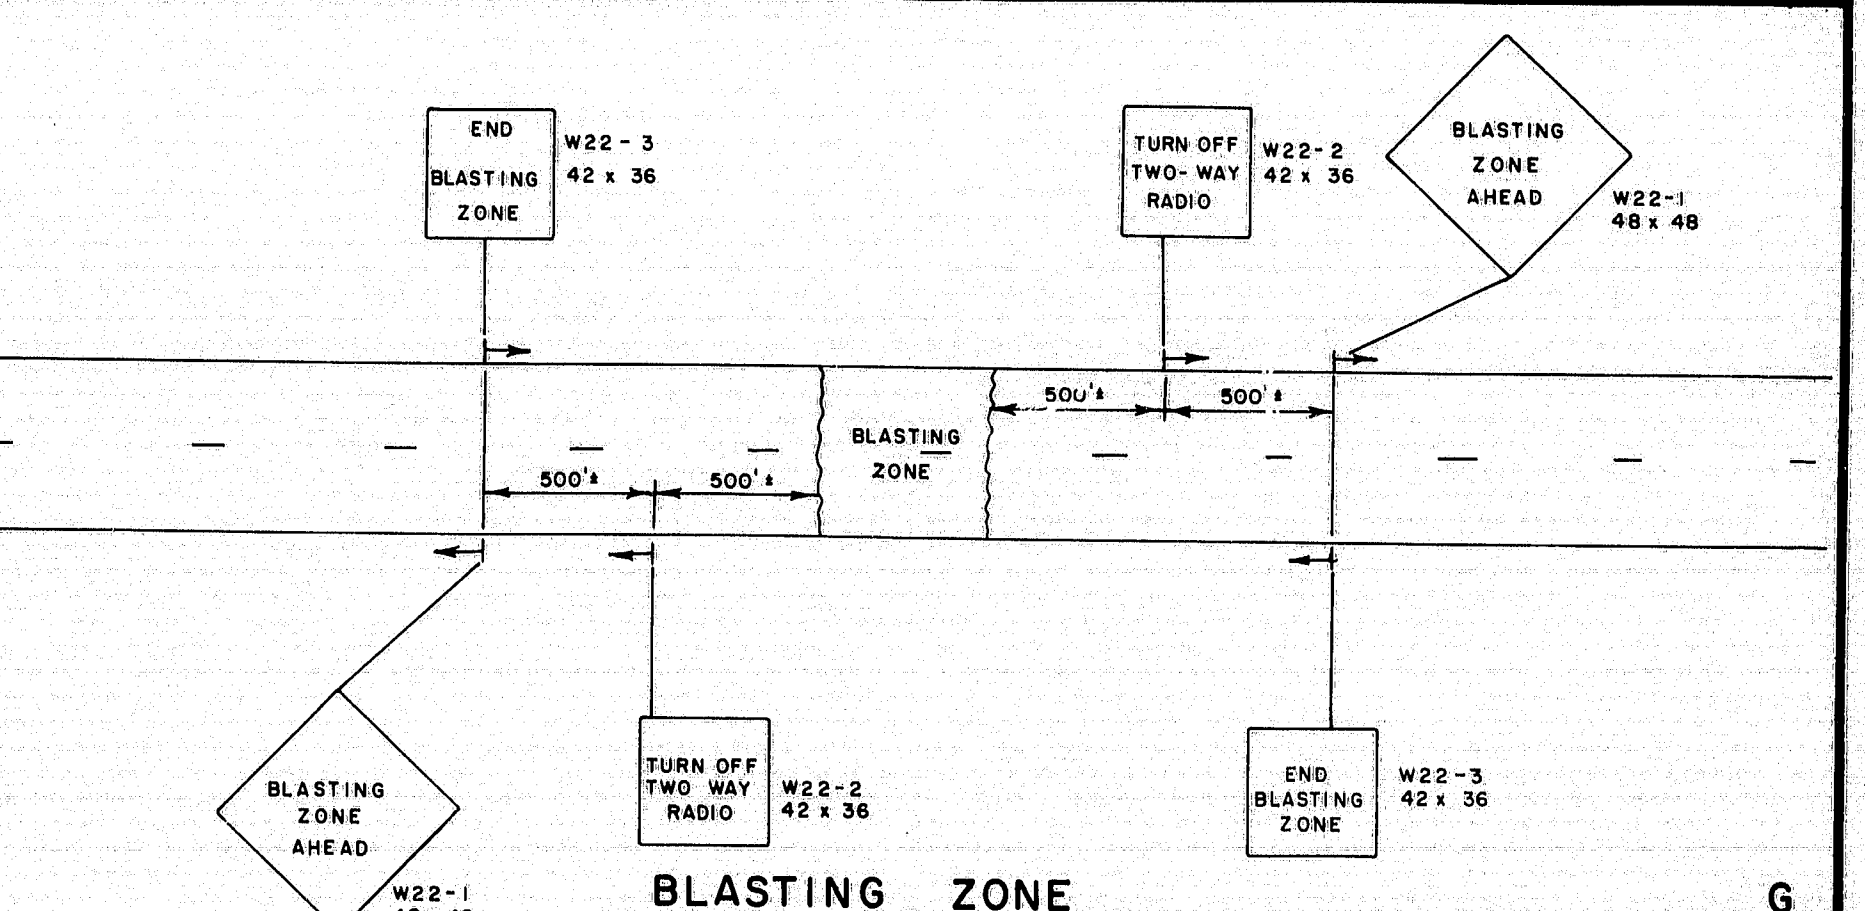 END
BLASTING
ZONE
W22-3
42 x 36
TURN OFF
TWO-WAY
RADIO
W22-2
42 x 36
BLASTING
ZONE
AHEAD
W22-1
48 x 48
500'±
500'±
BLASTING
ZONE
500'±
500'±
BLASTING
ZONE
AHEAD
W22-1
TURN OFF
TWO WAY
RADIO
W22-2
42 x 36
END
BLASTING
ZONE
W22-3
42 x 36
BLASTING ZONE
G